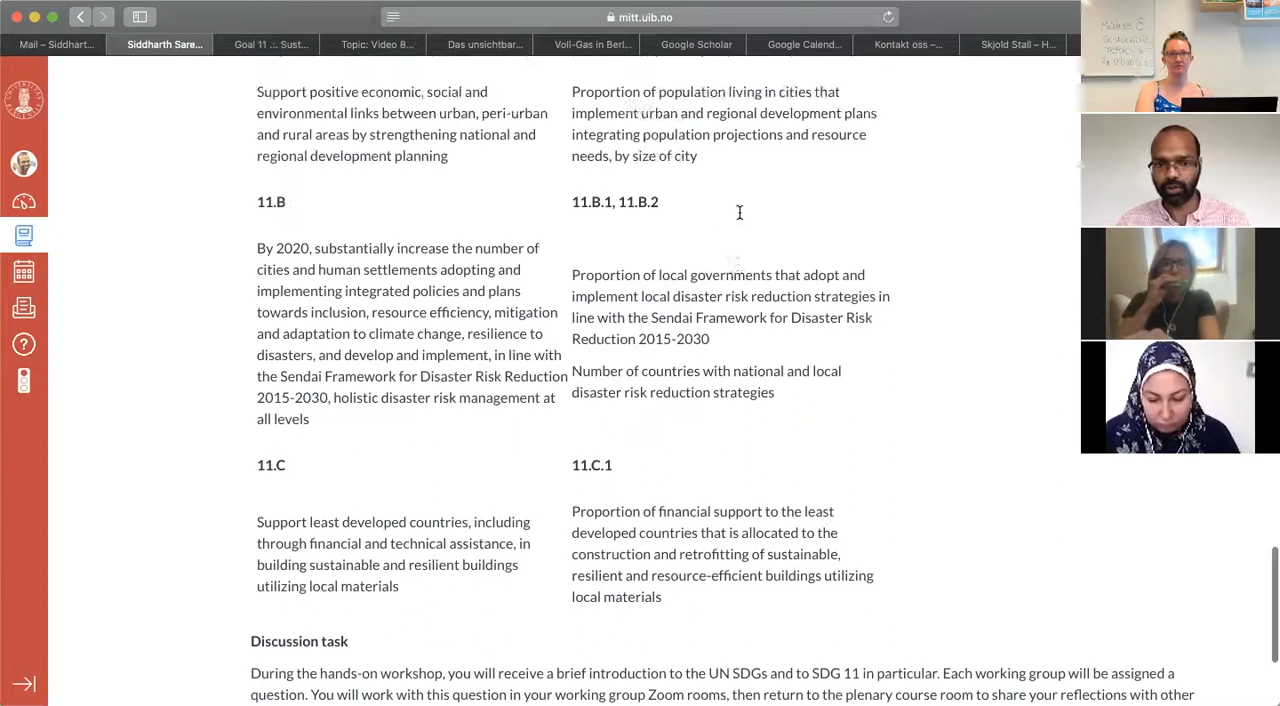 mitt.uib.no
Mail – Siddhart...
Siddharth Sare...
Goal 11 .:. Sust...
Topic: Video 8...
Das unsichtbar...
Voll-Gas in Berl...
Google Scholar
Google Calend...
Kontakt oss –...
Skjold Stall – H...
Support positive economic, social and
environmental links between urban, peri-urban
and rural areas by strengthening national and
regional development planning
Proportion of population living in cities that
implement urban and regional development plans
integrating population projections and resource
needs, by size of city
11.B
11.B.1, 11.B.2
By 2020, substantially increase the number of
cities and human settlements adopting and
implementing integrated policies and plans
towards inclusion, resource efficiency, mitigation
and adaptation to climate change, resilience to
disasters, and develop and implement, in line with
the Sendai Framework for Disaster Risk Reduction
2015-2030, holistic disaster risk management at
all levels
Proportion of local governments that adopt and
implement local disaster risk reduction strategies in
line with the Sendai Framework for Disaster Risk
Reduction 2015-2030
Number of countries with national and local
disaster risk reduction strategies
11.C
11.C.1
Support least developed countries, including
through financial and technical assistance, in
building sustainable and resilient buildings
utilizing local materials
Proportion of financial support to the least
developed countries that is allocated to the
construction and retrofitting of sustainable,
resilient and resource-efficient buildings utilizing
local materials
Discussion task
During the hands-on workshop, you will receive a brief introduction to the UN SDGs and to SDG 11 in particular. Each working group will be assigned a
question. You will work with this question in your working group Zoom rooms, then return to the plenary course room to share your reflections with other